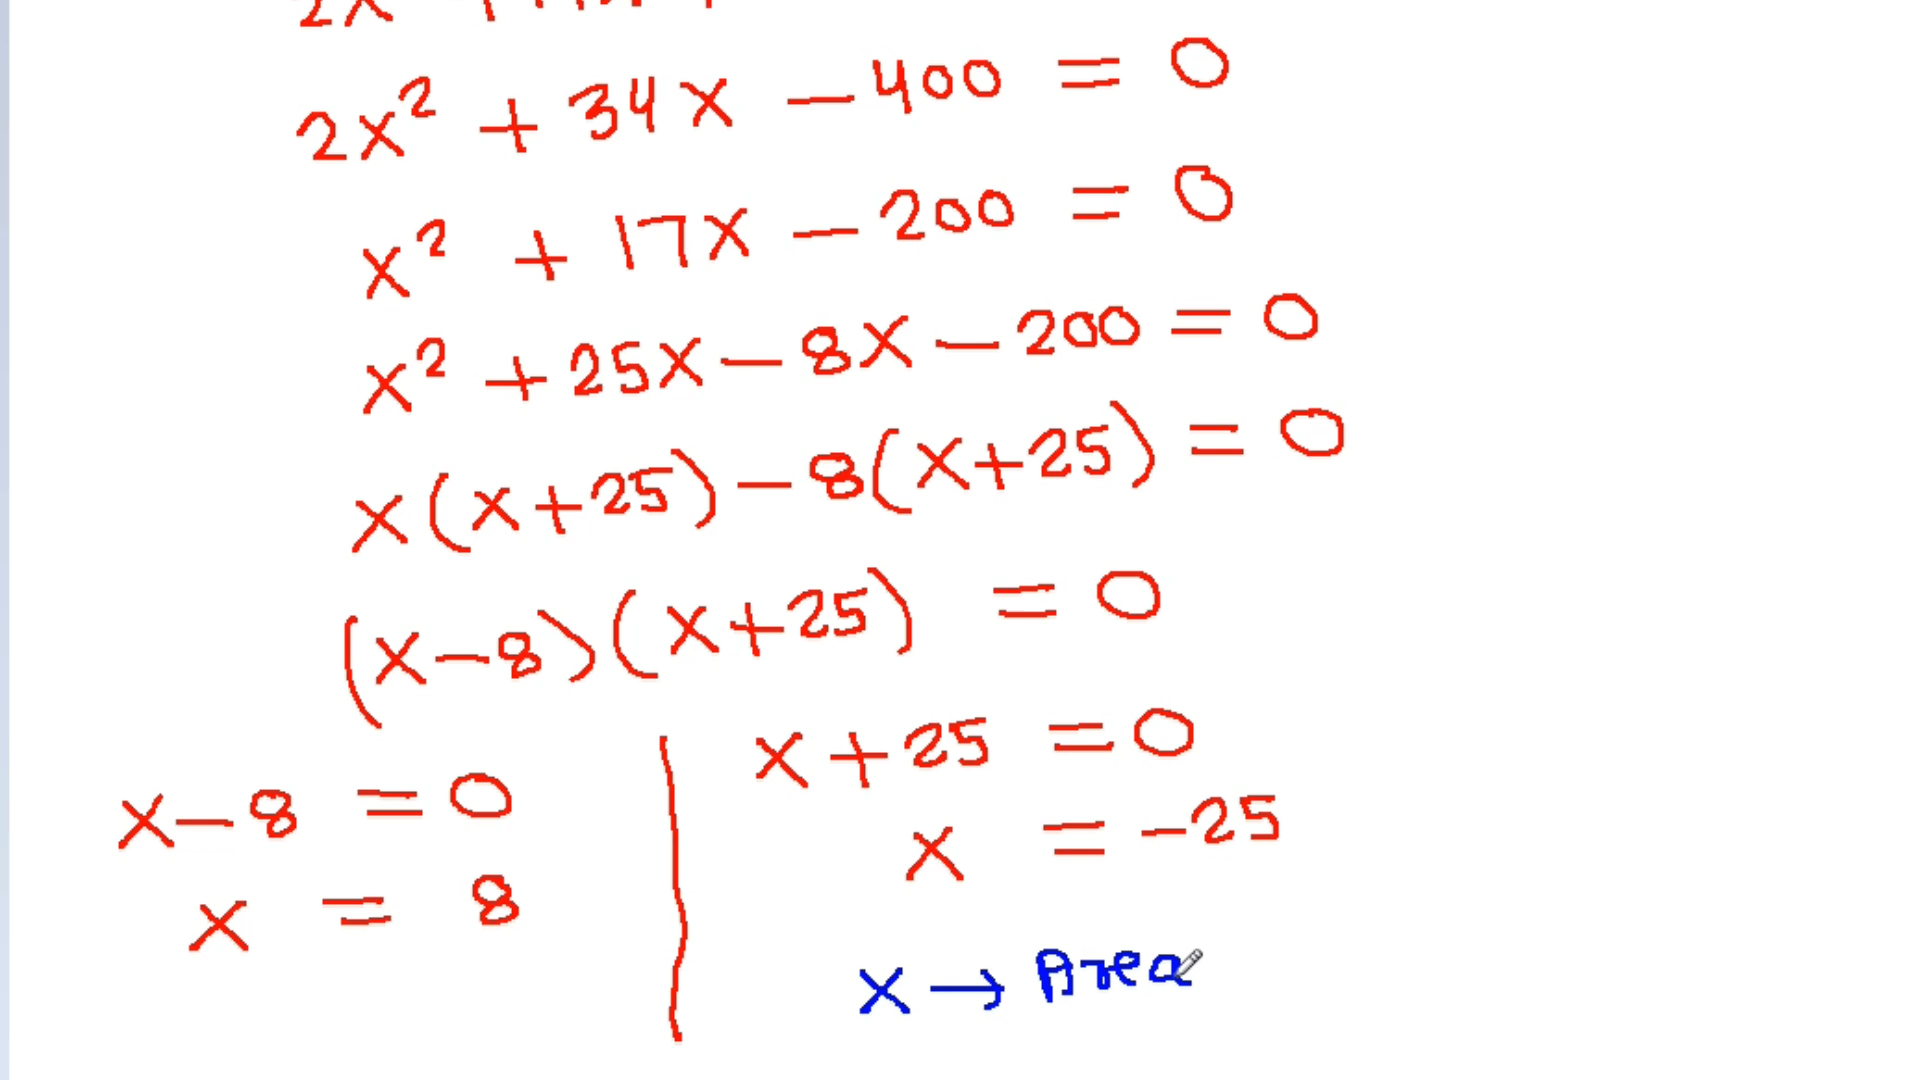 2x² + 34x - 400 = 0
x² + 17x - 200 = 0
x² + 25x - 8x - 200 = 0
x(x+25) - 8(x+25) = 0
(x-8)(x+25) = 0
x-8 = 0
x = 8
x+25 = 0
x = -25
x → Area